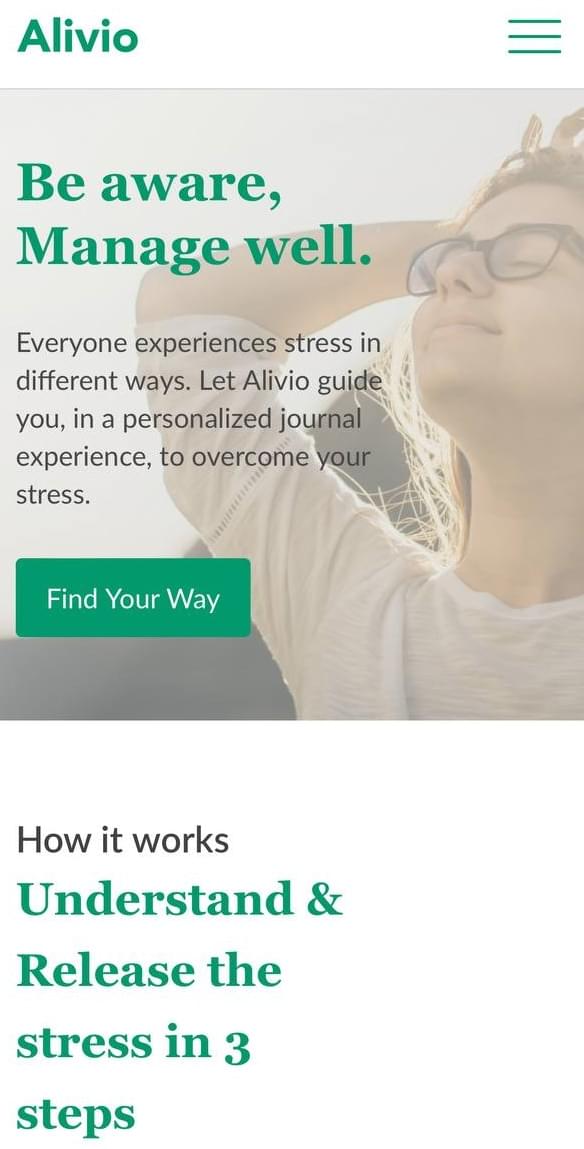 Alivio
Be aware,
Manage well.
Everyone experiences stress in
different ways. Let Alivio guide
you, in a personalized journal
experience, to overcome your
stress.
Find Your Way
How it works
Understand &
Release the
stress in 3
steps